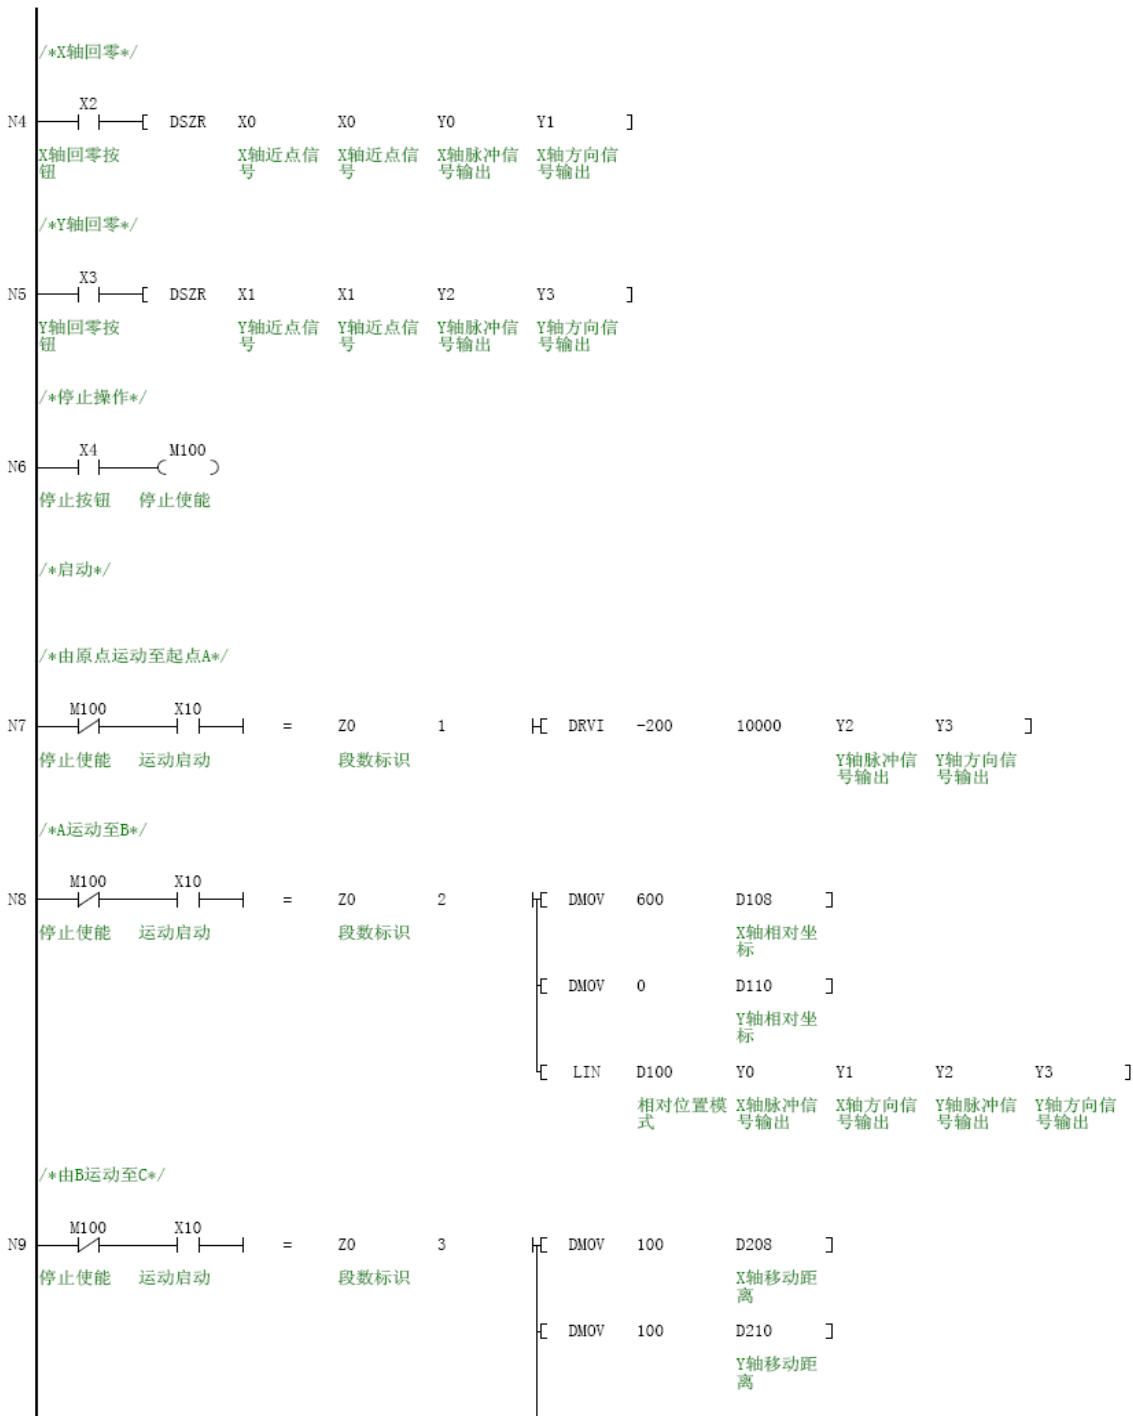 /*X轴回零*/
X2
N4 [ DSZR X0 X0 Y0 Y1 ]
X轴回零按 X轴近点信 X轴近点信 X轴脉冲信 X轴方向信
钮 号 号 号输出 号输出
/*Y轴回零*/
X3
N5 [ DSZR X1 X1 Y2 Y3 ]
Y轴回零按 Y轴近点信 Y轴近点信 Y轴脉冲信 Y轴方向信
钮 号 号 号输出 号输出
/*停止操作*/
X4 M100
N6
停止按钮 停止使能
/*启动*/
/*由原点运动至起点A*/
M100 X10
N7 = Z0 1 [ DRVI -200 10000 Y2 Y3 ]
停止使能 运动启动 段数标识 Y轴脉冲信 Y轴方向信
号输出 号输出
/*A运动至B*/
M100 X10
N8 = Z0 2 [ DMOV 600 D108 ]
停止使能 运动启动 段数标识 X轴相对坐
标
[ DMOV 0 D110 ]
Y轴相对坐
标
[ LIN D100 Y0 Y1 Y2 Y3 ]
相对位置模 X轴脉冲信 X轴方向信 Y轴脉冲信 Y轴方向信
式 号输出 号输出 号输出 号输出
/*由B运动至C*/
M100 X10
N9 = Z0 3 [ DMOV 100 D208 ]
停止使能 运动启动 段数标识 X轴移动距
离
[ DMOV 100 D210 ]
Y轴移动距
离